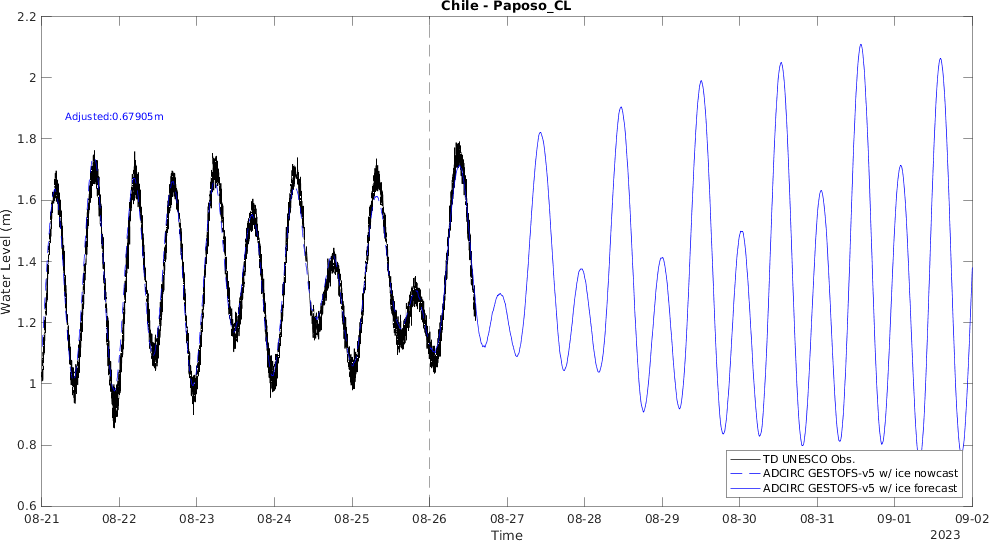 Chile - Paposo_CL
2.2
2
1.8
1.6
1.4
1.2
1
0.8
0.6
Water Level (m)
Adjusted:0.67905m
TD UNESCO Obs.
ADCIRC GESTOFS-v5 w/ ice nowcast
ADCIRC GESTOFS-v5 w/ ice forecast
08-21 08-22 08-23 08-24 08-25 08-26 08-27 08-28 08-29 08-30 08-31 09-01 09-02
Time
2023